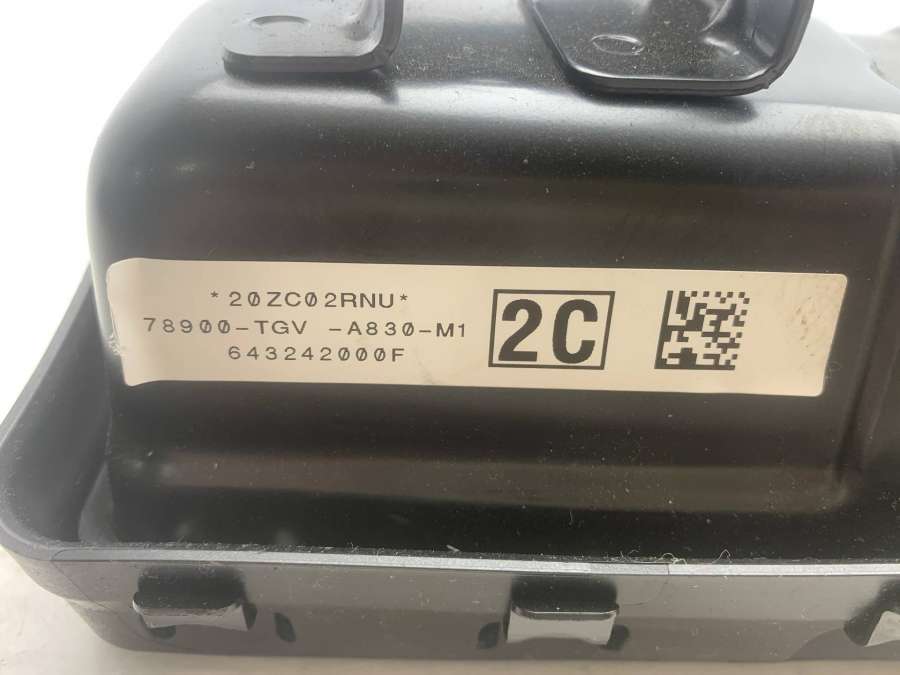 *20ZC02RNU*
78900-TGV -A830-M1
643242000F
2C